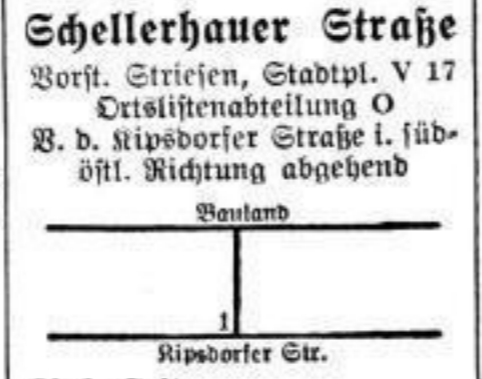 Schellerhauer Straße
Vorst. Striesen, Stadtpl. V 17
Ortslistenabteilung O
V. d. Kipsdorfer Straße i. süd-
östl. Richtung abgehend
Bauland
1
Kipsdorfer Str.